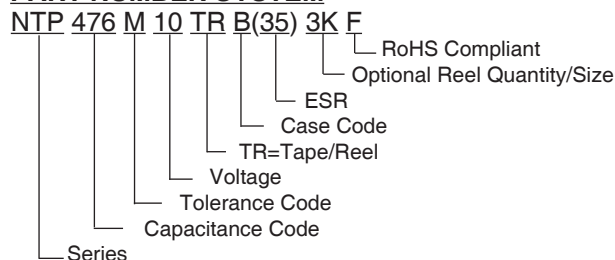 PART NUMBER SYSTEM
NTP 476 M 10 TR B(35) 3K F
RoHS Compliant
Optional Reel Quantity/Size
ESR
Case Code
TR=Tape/Reel
Voltage
Tolerance Code
Capacitance Code
Series